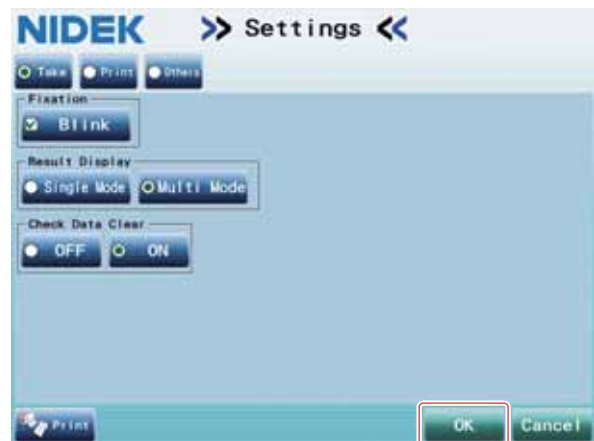 NIDEK >> Settings <<
Take Print Others
Fixation
Blink
Result Display
Single Mode Multi Mode
Check Data Clear
OFF ON
Print OK Cancel